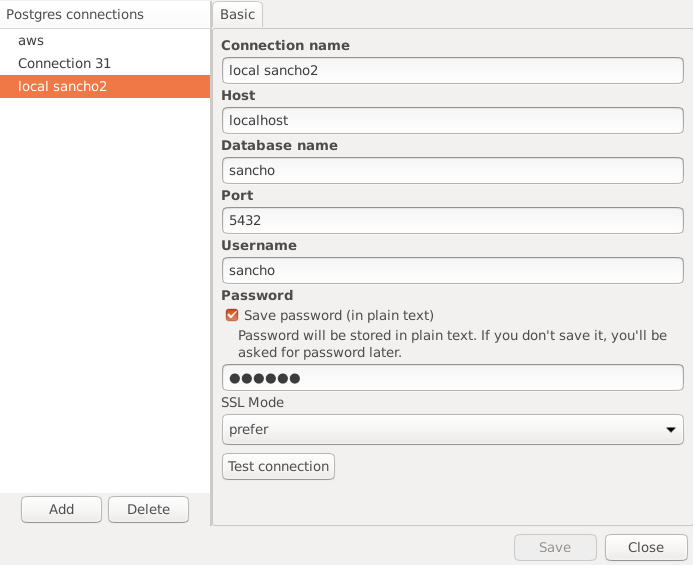 Postgres connections
aws
Connection 31
local sancho2
Add
Delete
Basic
Connection name
local sancho2
Host
localhost
Database name
sancho
Port
5432
Username
sancho
Password
Save password (in plain text)
Password will be stored in plain text. If you don't save it, you'll be
asked for password later.
●●●●●●
SSL Mode
prefer
Test connection
Save
Close